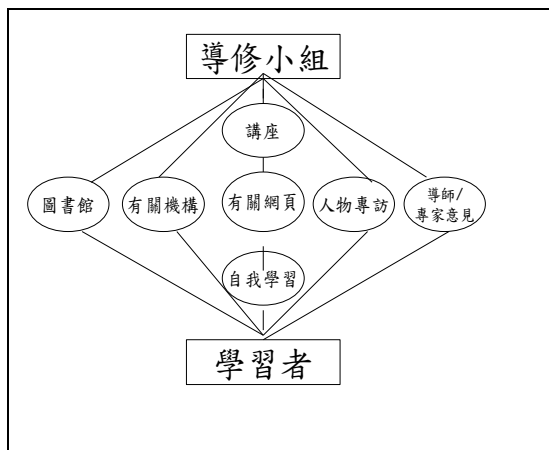 導修小組
講座
圖書館
有關機構
有關網頁
人物專訪
導師/
專家意見
自我學習
學習者